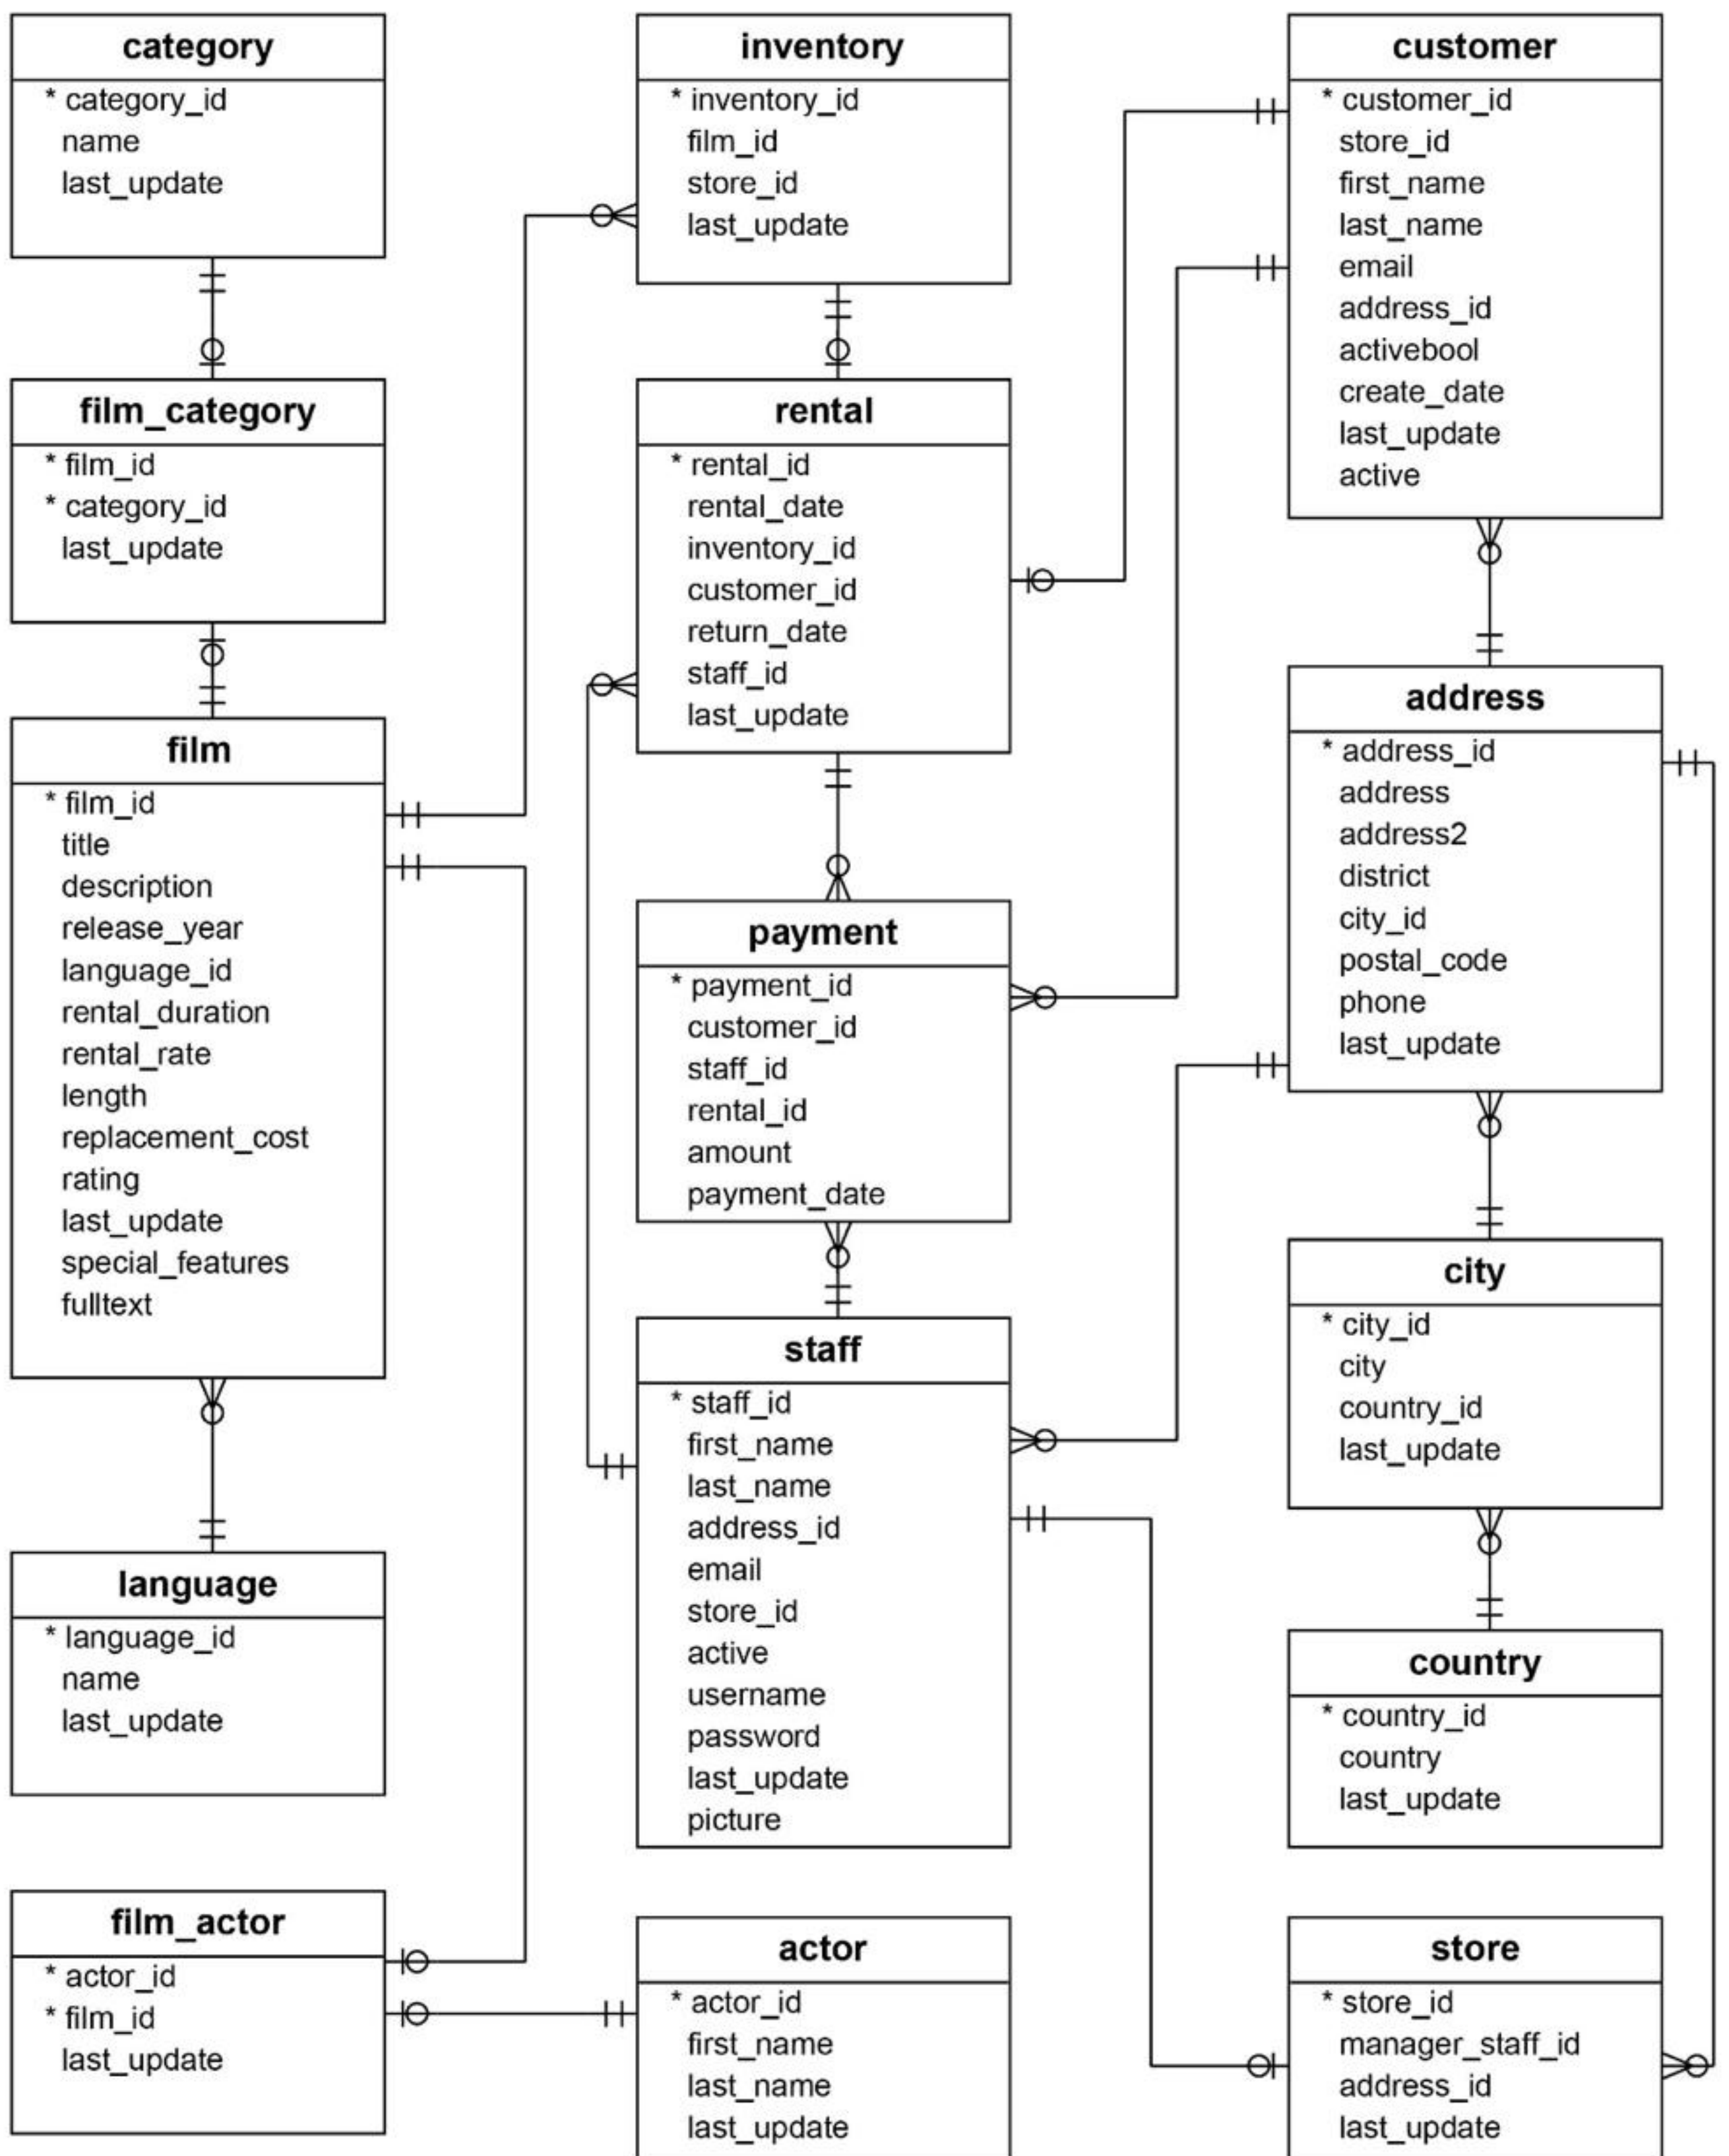 category
* category_id
name
last_update
film_category
* film_id
* category_id
last_update
film
* film_id
title
description
release_year
language_id
rental_duration
rental_rate
length
replacement_cost
rating
last_update
special_features
fulltext
language
* language_id
name
last_update
film_actor
* actor_id
* film_id
last_update
inventory
* inventory_id
film_id
store_id
last_update
rental
* rental_id
rental_date
inventory_id
customer_id
return_date
staff_id
last_update
payment
* payment_id
customer_id
staff_id
rental_id
amount
payment_date
staff
* staff_id
first_name
last_name
address_id
email
store_id
active
username
password
last_update
picture
actor
* actor_id
first_name
last_name
last_update
customer
* customer_id
store_id
first_name
last_name
email
address_id
activebool
create_date
last_update
active
address
* address_id
address
address2
district
city_id
postal_code
phone
last_update
city
* city_id
city
country_id
last_update
country
* country_id
country
last_update
store
* store_id
manager_staff_id
address_id
last_update